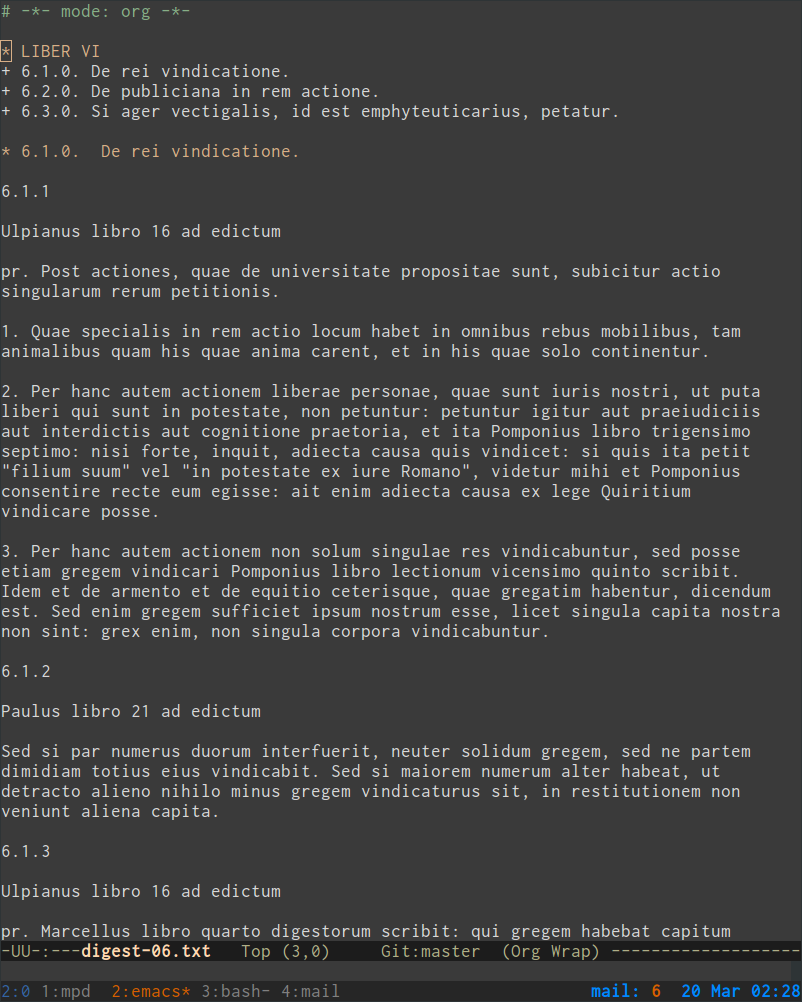 # -*- mode: org -*-
* LIBER VI
+ 6.1.0. De rei vindicatione.
+ 6.2.0. De publiciana in rem actione.
+ 6.3.0. Si ager vectigalis, id est emphyteuticarius, petatur.
* 6.1.0.  De rei vindicatione.
6.1.1
Ulpianus libro 16 ad edictum
pr. Post actiones, quae de universitate propositae sunt, subicitur actio
singularum rerum petitionis.
1. Quae specialis in rem actio locum habet in omnibus rebus mobilibus, tam
animalibus quam his quae anima carent, et in his quae solo continentur.
2. Per hanc autem actionem liberae personae, quae sunt iuris nostri, ut puta
liberi qui sunt in potestate, non petuntur: petuntur igitur aut praeiudiciis
aut interdictis aut cognitione praetoria, et ita Pomponius libro trigensimo
septimo: nisi forte, inquit, adiecta causa quis vindicet: si quis ita petit
"filium suum" vel "in potestate ex iure Romano", videtur mihi et Pomponius
consentire recte eum egisse: ait enim adiecta causa ex lege Quiritium
vindicare posse.
3. Per hanc autem actionem non solum singulae res vindicabuntur, sed posse
etiam gregem vindicari Pomponius libro lectionum vicensimo quinto scribit.
Idem et de armento et de equitio ceterisque, quae gregatim habentur, dicendum
est. Sed enim gregem sufficiet ipsum nostrum esse, licet singula capita nostra
non sint: grex enim, non singula corpora vindicabuntur.
6.1.2
Paulus libro 21 ad edictum
Sed si par numerus duorum interfuerit, neuter solidum gregem, sed ne partem
dimidiam totius eius vindicabit. Sed si maiorem numerum alter habeat, ut
detracto alieno nihilo minus gregem vindicaturus sit, in restitutionem non
veniunt aliena capita.
6.1.3
Ulpianus libro 16 ad edictum
pr. Marcellus libro quarto digestorum scribit: qui gregem habebat capitum
-UU-:---digest-06.txt   Top (3,0)     Git:master  (Org Wrap) -------------------
2:0 1:mpd  2:emacs* 3:bash- 4:mail mail: 6  20 Mar 02:28